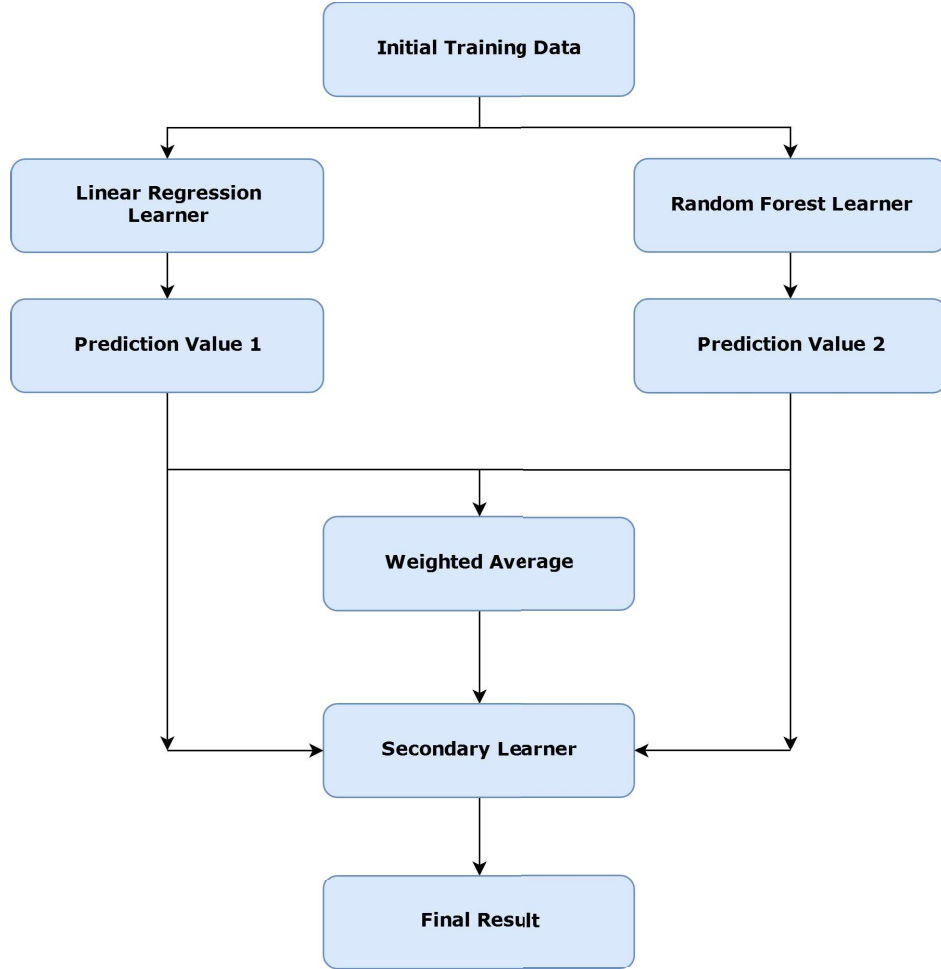 Initial Training Data
Linear Regression
Learner
Random Forest Learner
Prediction Value 1
Prediction Value 2
Weighted Average
Secondary Learner
Final Result